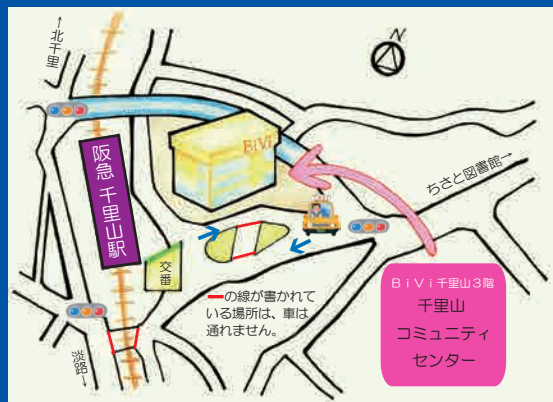 ←北千里
N
BiVi
阪急 千里山駅
ちさと図書館→
交番
ーの線が書かれて
いる場所は、車は
通れません。
BiVi千里山3階
千里山
コミュニティ
センター
淡路→